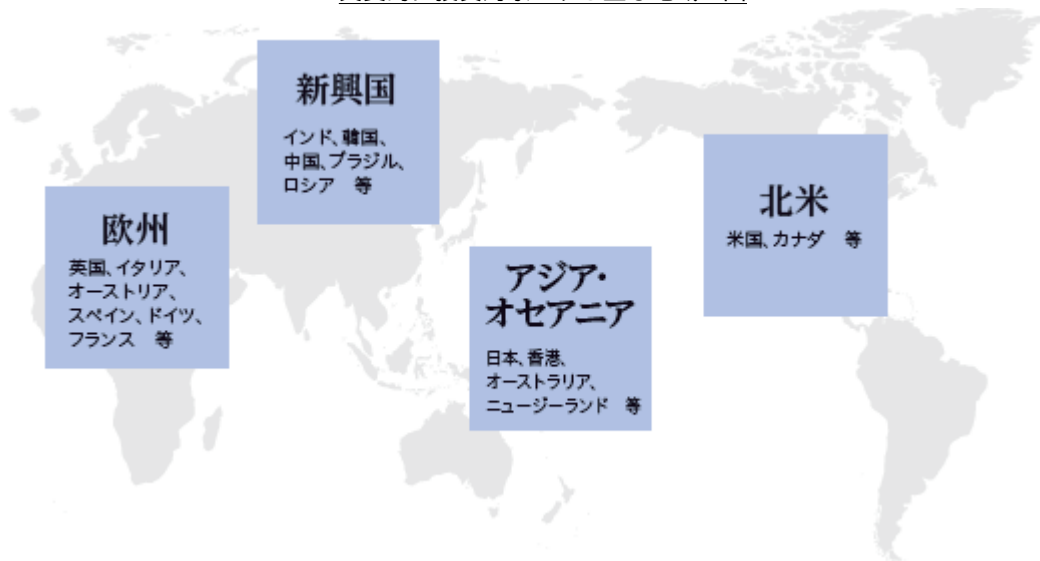 新興国
インド、韓国、
中国、ブラジル、
ロシア　等
欧州
英国、イタリア、
オーストリア、
スペイン、ドイツ、
フランス　等
アジア・
オセアニア
日本、香港、
オーストラリア、
ニュージーランド　等
北米
米国、カナダ　等